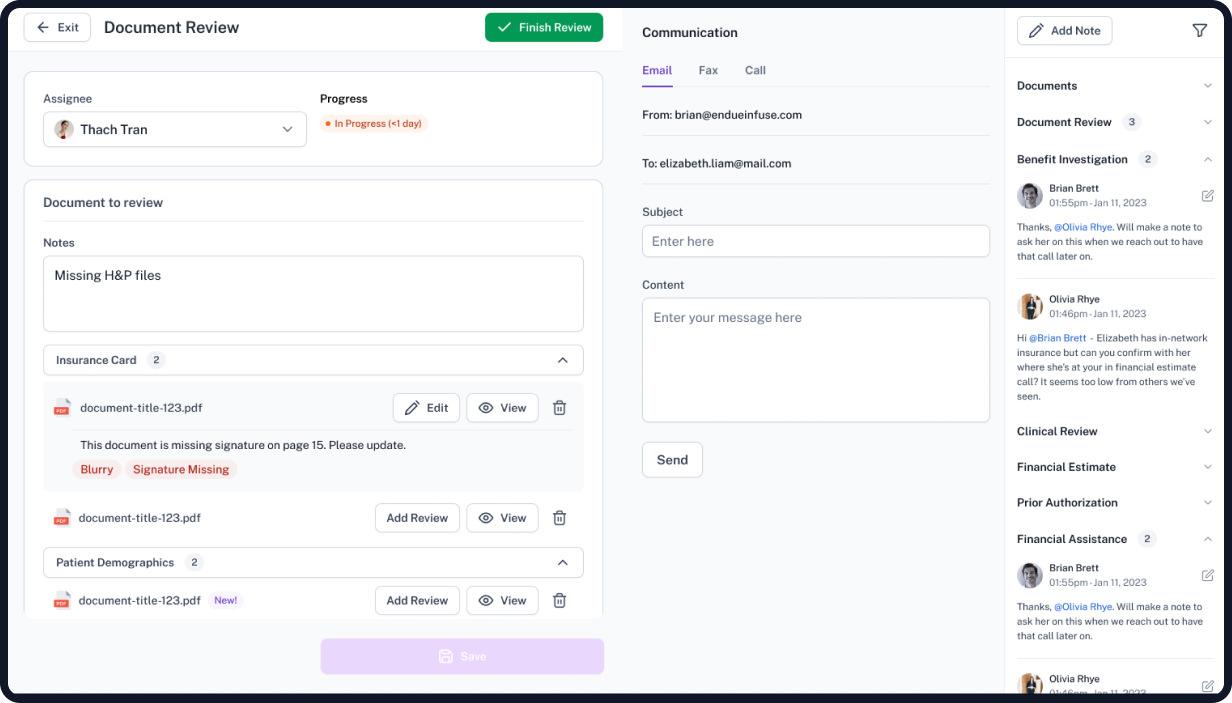 Exit
Document Review
Finish Review
Assignee
Thach Tran
Progress
In Progress (<1 day)
Document to review
Notes
Missing H&P files
Insurance Card 2
PDF
document-title-123.pdf
Edit
View
This document is missing signature on page 15. Please update.
Blurry
Signature Missing
PDF
document-title-123.pdf
Add Review
View
Patient Demographics 2
PDF
document-title-123.pdf
New!
Add Review
View
Save
Communication
Email
Fax
Call
From: brian@endueinfuse.com
To: elizabeth.liam@mail.com
Subject
Enter here
Content
Enter your message here
Send
Add Note
Documents
Document Review 3
Benefit Investigation 2
Brian Brett
01:55pm - Jan 11, 2023
Thanks, @Olivia Rhye. Will make a note to
ask her on this when we reach out to have
that call later on.
Olivia Rhye
01:46pm - Jan 11, 2023
Hi @Brian Brett - Elizabeth has in-network
insurance but can you confirm with her
where she's at your in financial estimate
call? It seems too low from others we've
seen.
Clinical Review
Financial Estimate
Prior Authorization
Financial Assistance 2
Brian Brett
01:55pm - Jan 11, 2023
Thanks, @Olivia Rhye. Will make a note to
ask her on this when we reach out to have
that call later on.
Olivia Rhye
01:46pm - Jan 11, 2023